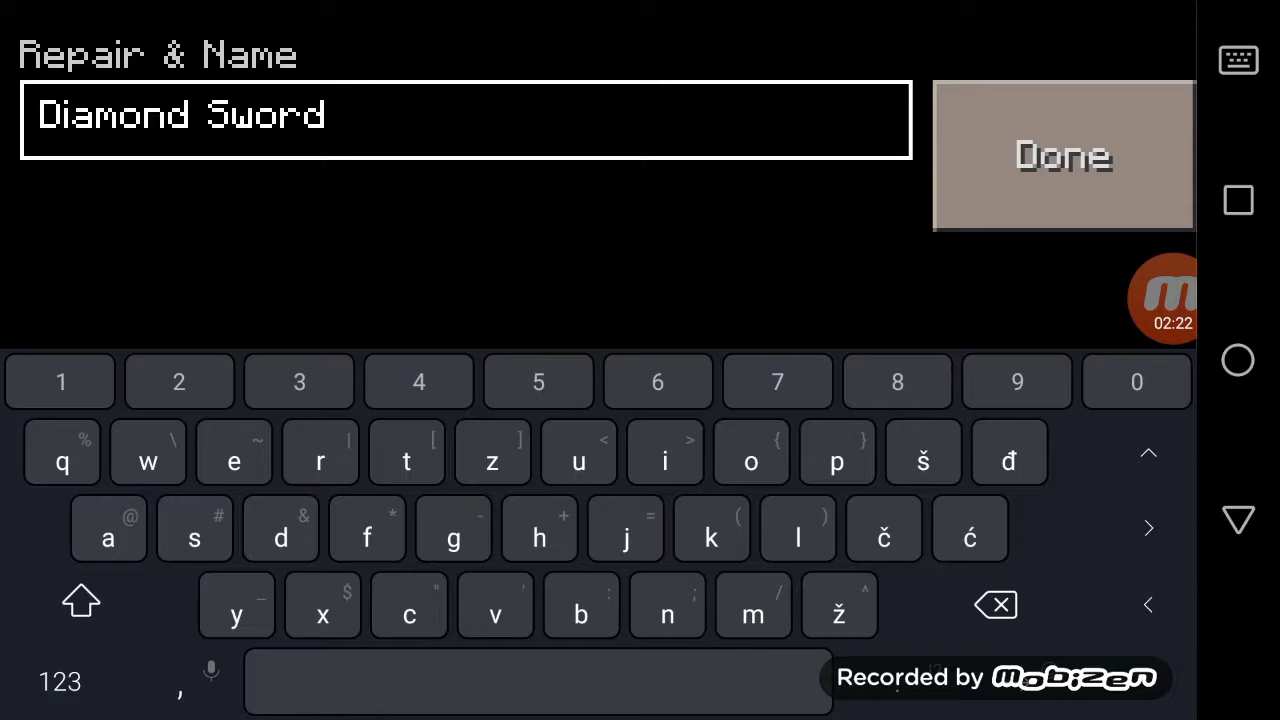 Repair & Name
Diamond Sword
Done
02:22
1 2 3 4 5 6 7 8 9 0
% \ ~ | [ ] < > { }
q w e r t z u i o p š đ
@ # & * - + = ( )
a s d f g h j k l č ć
_ $ " ' : ; / ^
y x c v b n m ž
123 ,
Recorded by mobizen